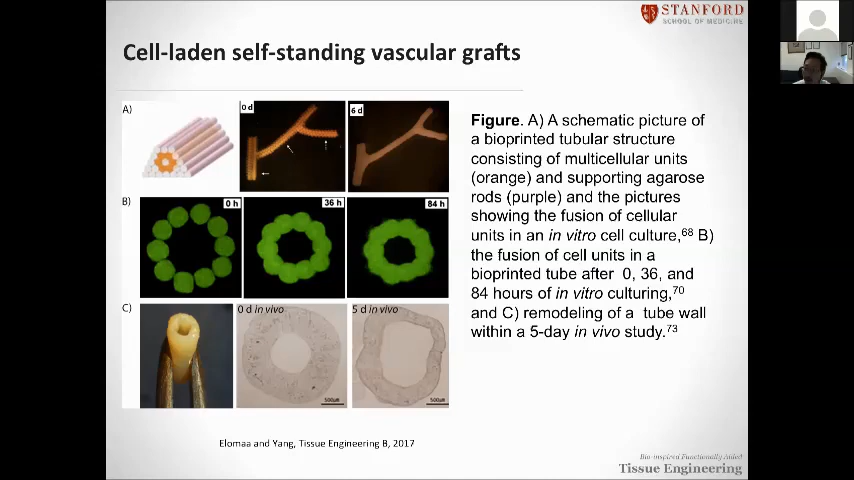 STANFORD
SCHOOL OF MEDICINE
Cell-laden self-standing vascular grafts
A)
0 d
6 d
B)
0 h
36 h
84 h
C)
0 d in vivo
5 d in vivo
500µm
500µm
Figure. A) A schematic picture of
a bioprinted tubular structure
consisting of multicellular units
(orange) and supporting agarose
rods (purple) and the pictures
showing the fusion of cellular
units in an in vitro cell culture,68 B)
the fusion of cell units in a
bioprinted tube after 0, 36, and
84 hours of in vitro culturing,70
and C) remodeling of a tube wall
within a 5-day in vivo study.73
Elomaa and Yang, Tissue Engineering B, 2017
Bio-inspired Functionally Aided
Tissue Engineering